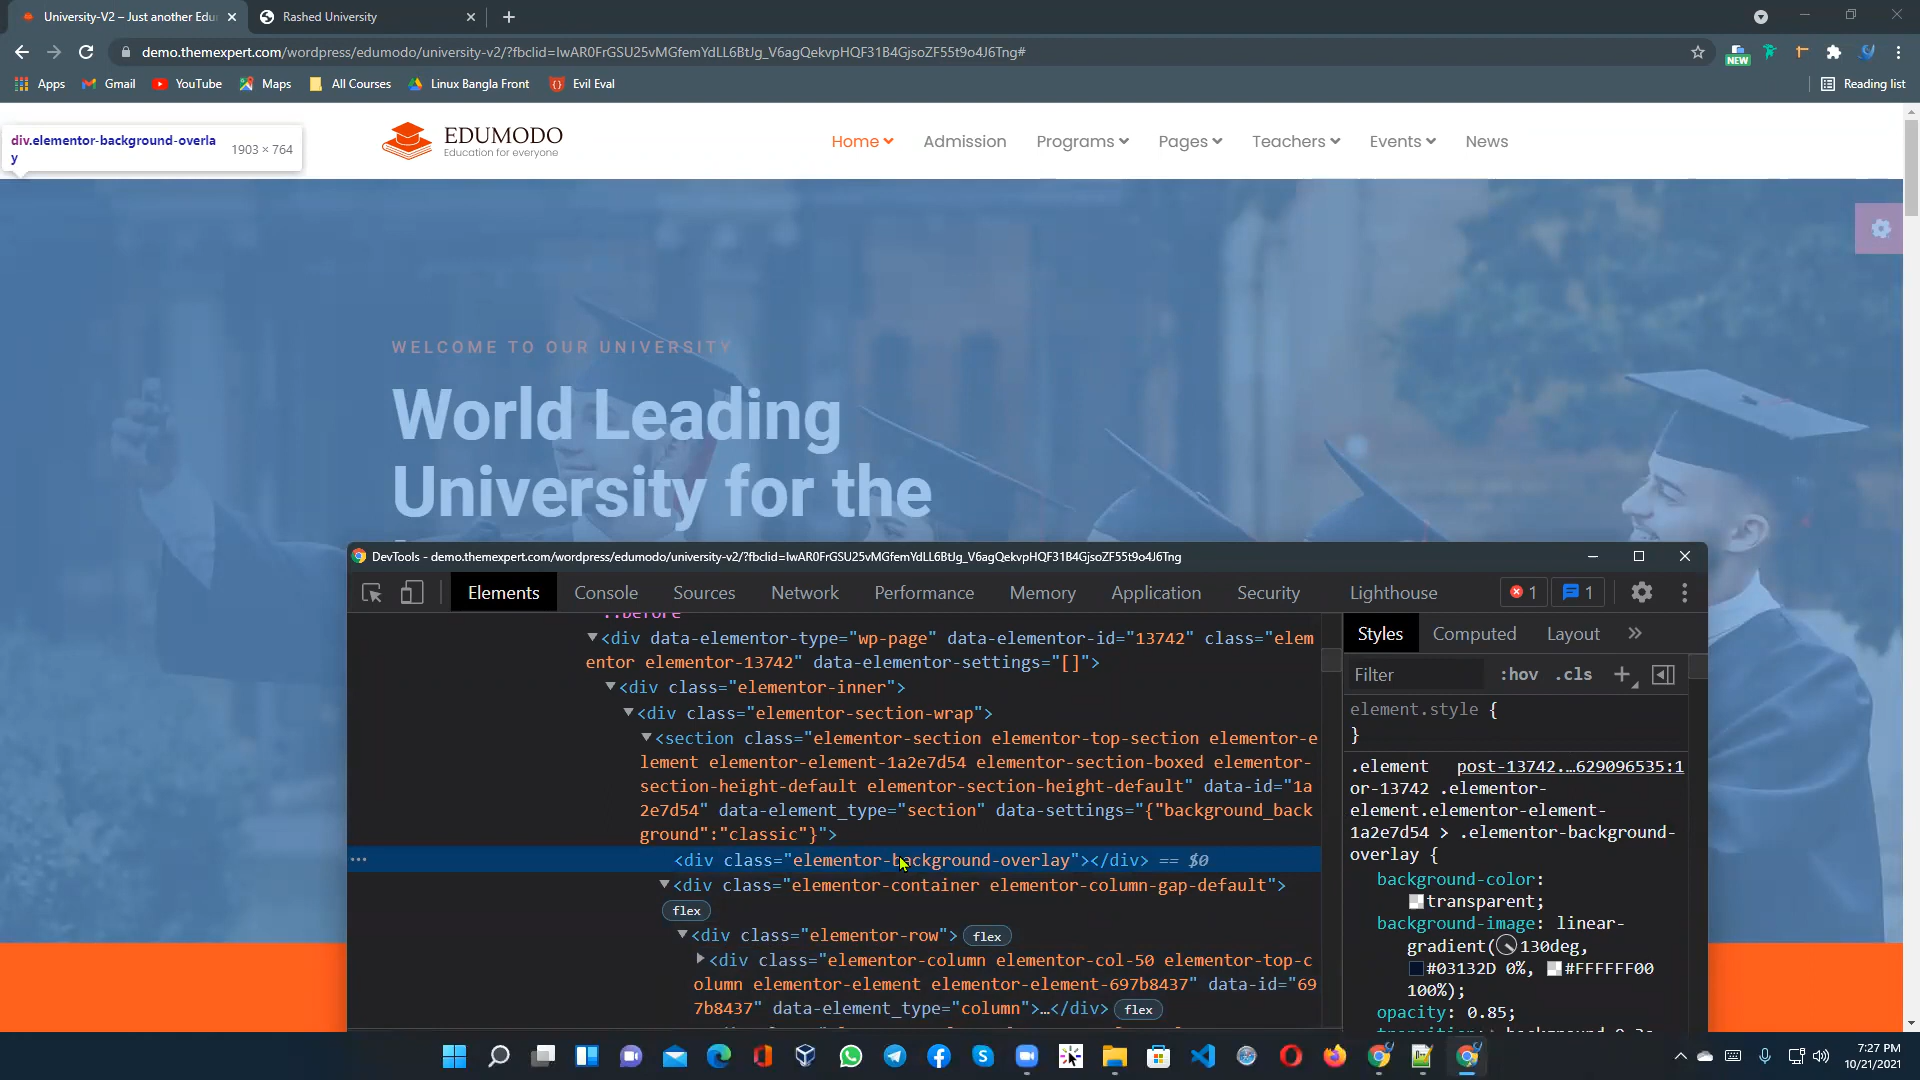 University-V2 – Just another Edu
Rashed University
demo.themexpert.com/wordpress/edumodo/university-v2/?fbclid=IwAR0FrGSU25vMGfemYdLL6BtJg_V6agQekvpHQF31B4GjsoZF55t9o4J6Tng#
NEW
Apps
Gmail
YouTube
Maps
All Courses
Linux Bangla Front
Evil Eval
Reading list
div.elementor-background-overla
y
1903 × 764
EDUMODO
Education for everyone
Home
Admission
Programs
Pages
Teachers
Events
News
WELCOME TO OUR UNIVERSITY
World Leading
University for the
DevTools - demo.themexpert.com/wordpress/edumodo/university-v2/?fbclid=IwAR0FrGSU25vMGfemYdLL6BtJg_V6agQekvpHQF31B4GjsoZF55t9o4J6Tng
Elements
Console
Sources
Network
Performance
Memory
Application
Security
Lighthouse
1
1
::before
<div data-elementor-type="wp-page" data-elementor-id="13742" class="elem
entor elementor-13742" data-elementor-settings="[]">
<div class="elementor-inner">
<div class="elementor-section-wrap">
<section class="elementor-section elementor-top-section elementor-e
lement elementor-element-1a2e7d54 elementor-section-boxed elementor-
section-height-default elementor-section-height-default" data-id="1a
2e7d54" data-element_type="section" data-settings="{"background_back
ground":"classic"}">
<div class="elementor-background-overlay"></div> == $0
<div class="elementor-container elementor-column-gap-default">
flex
<div class="elementor-row"> flex
<div class="elementor-column elementor-col-50 elementor-top-c
olumn elementor-element elementor-element-697b8437" data-id="69
7b8437" data-element_type="column">…</div> flex
Styles
Computed
Layout
»
Filter
:hov
.cls
+
element.style {
}
.element post-13742.…629096535:1
or-13742 .elementor-
element.elementor-element-
1a2e7d54 > .elementor-background-
overlay {
background-color:
transparent;
background-image: linear-
gradient(130deg,
#03132D 0%, #FFFFFF00
100%);
opacity: 0.85;
7:27 PM
10/21/2021